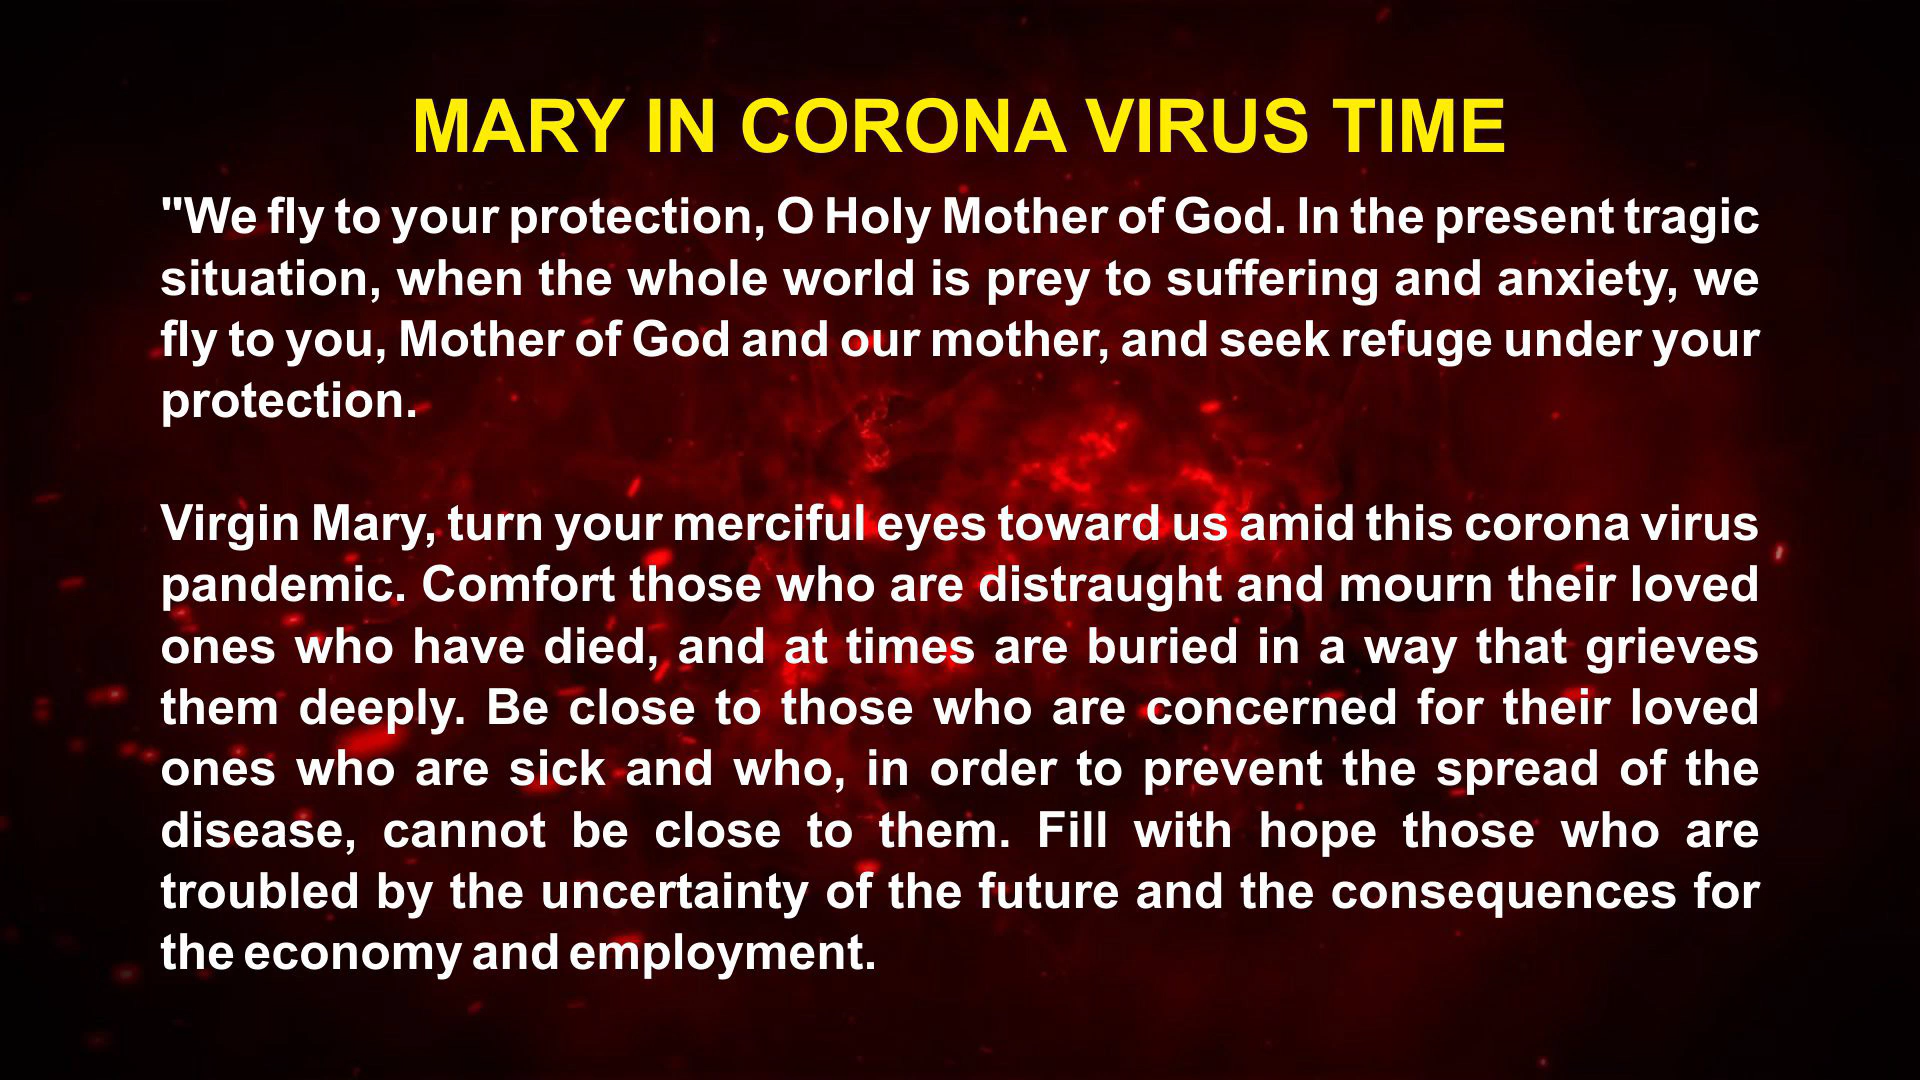 MARY IN CORONA VIRUS TIME
"We fly to your protection, O Holy Mother of God. In the present tragic
situation, when the whole world is prey to suffering and anxiety, we
fly to you, Mother of God and our mother, and seek refuge under your
protection.
Virgin Mary, turn your merciful eyes toward us amid this corona virus
pandemic. Comfort those who are distraught and mourn their loved
ones who have died, and at times are buried in a way that grieves
them deeply. Be close to those who are concerned for their loved
ones who are sick and who, in order to prevent the spread of the
disease, cannot be close to them. Fill with hope those who are
troubled by the uncertainty of the future and the consequences for
the economy and employment.